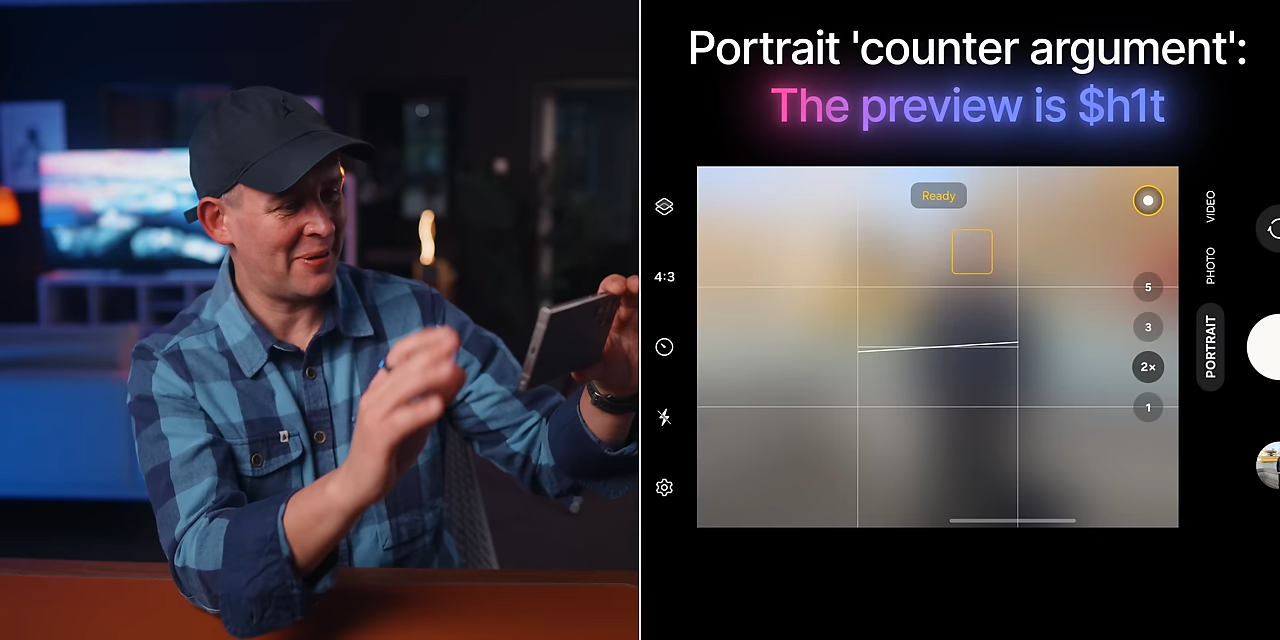 Portrait 'counter argument':
The preview is $h1t
Ready
4:3
5
3
2×
1
VIDEO
PHOTO
PORTRAIT